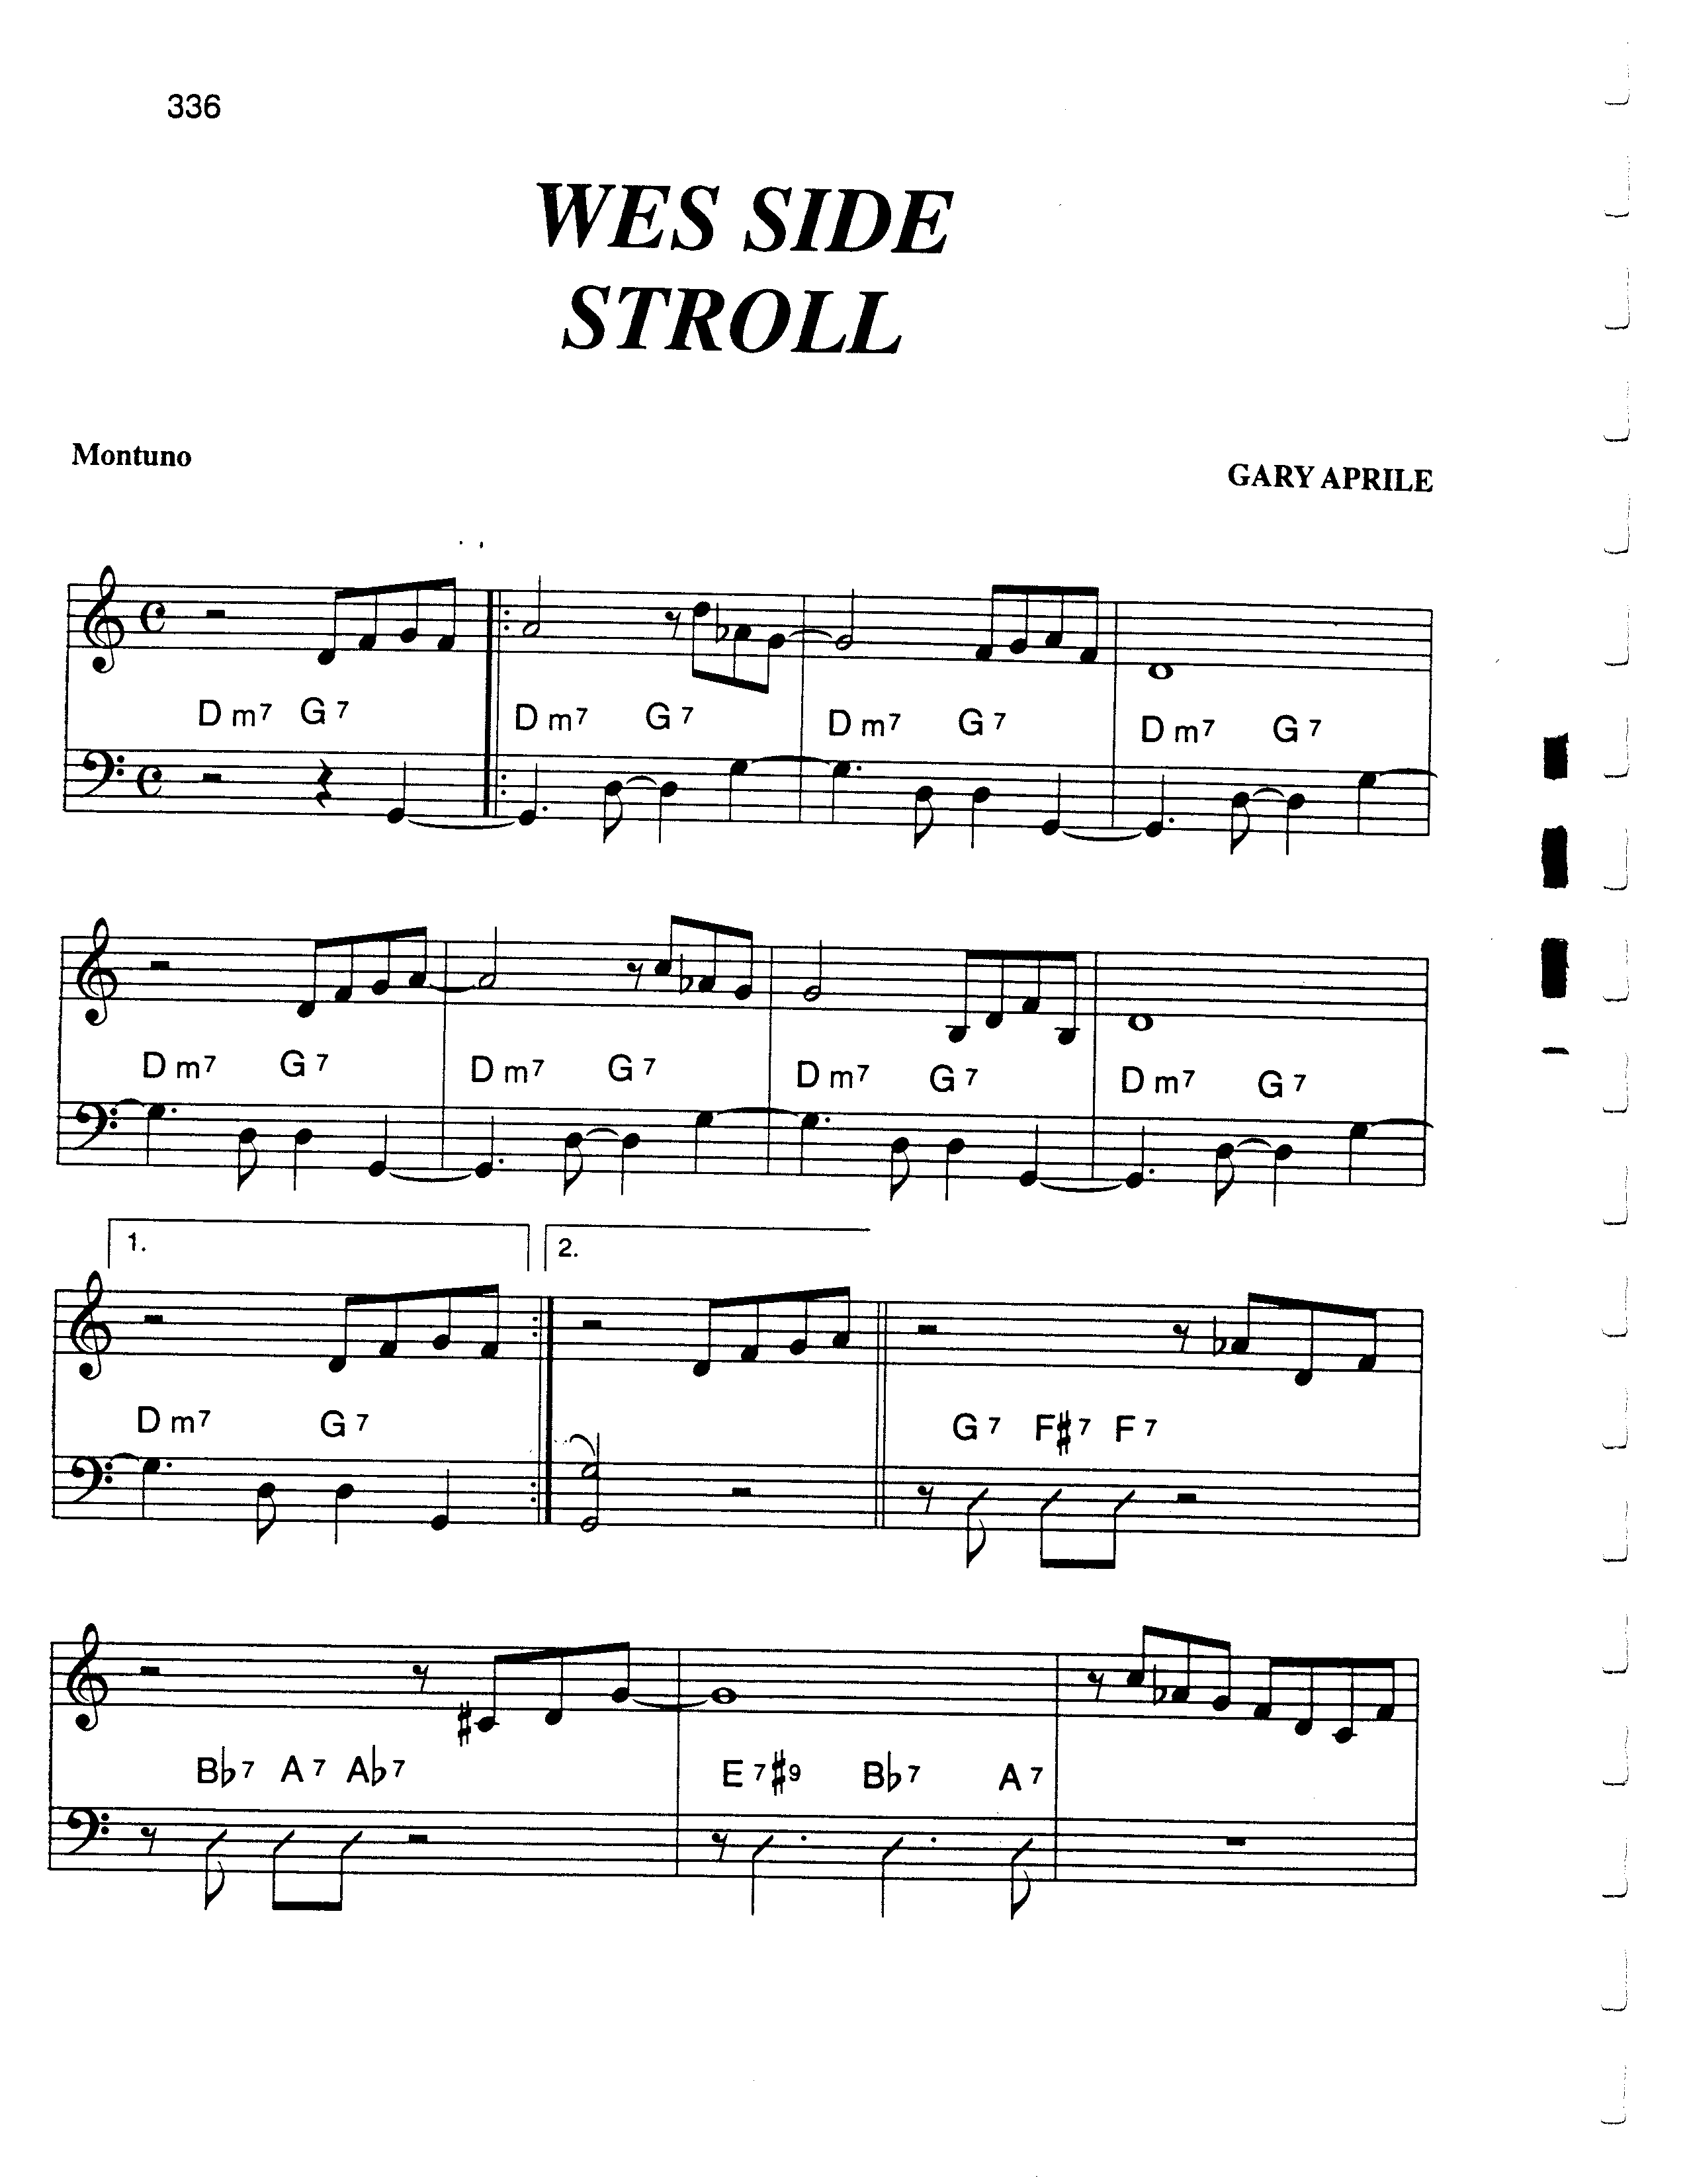 336
WES SIDE
STROLL
Montuno
GARY APRILE
Dm7 G7 Dm7 G7 Dm7 G7 Dm7 G7
Dm7 G7 Dm7 G7 Dm7 G7 Dm7 G7
1. 2.
Dm7 G7 G7 F♯7 F7
B♭7 A7 A♭7 E7♯9 B♭7 A7